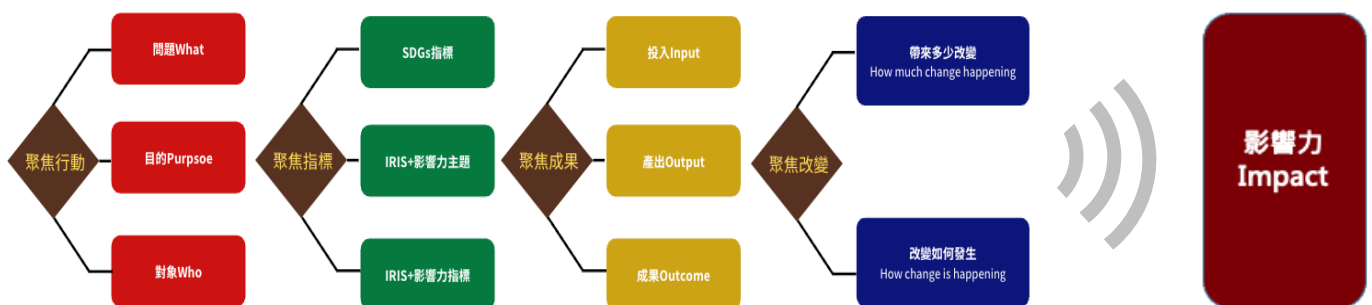 聚焦行動
問題What
目的Purpsoe
對象Who
聚焦指標
SDGs指標
IRIS+影響力主題
IRIS+影響力指標
聚焦成果
投入Input
產出Output
成果Outcome
聚焦改變
帶來多少改變
How much change happening
改變如何發生
How change is happening
影響力
Impact